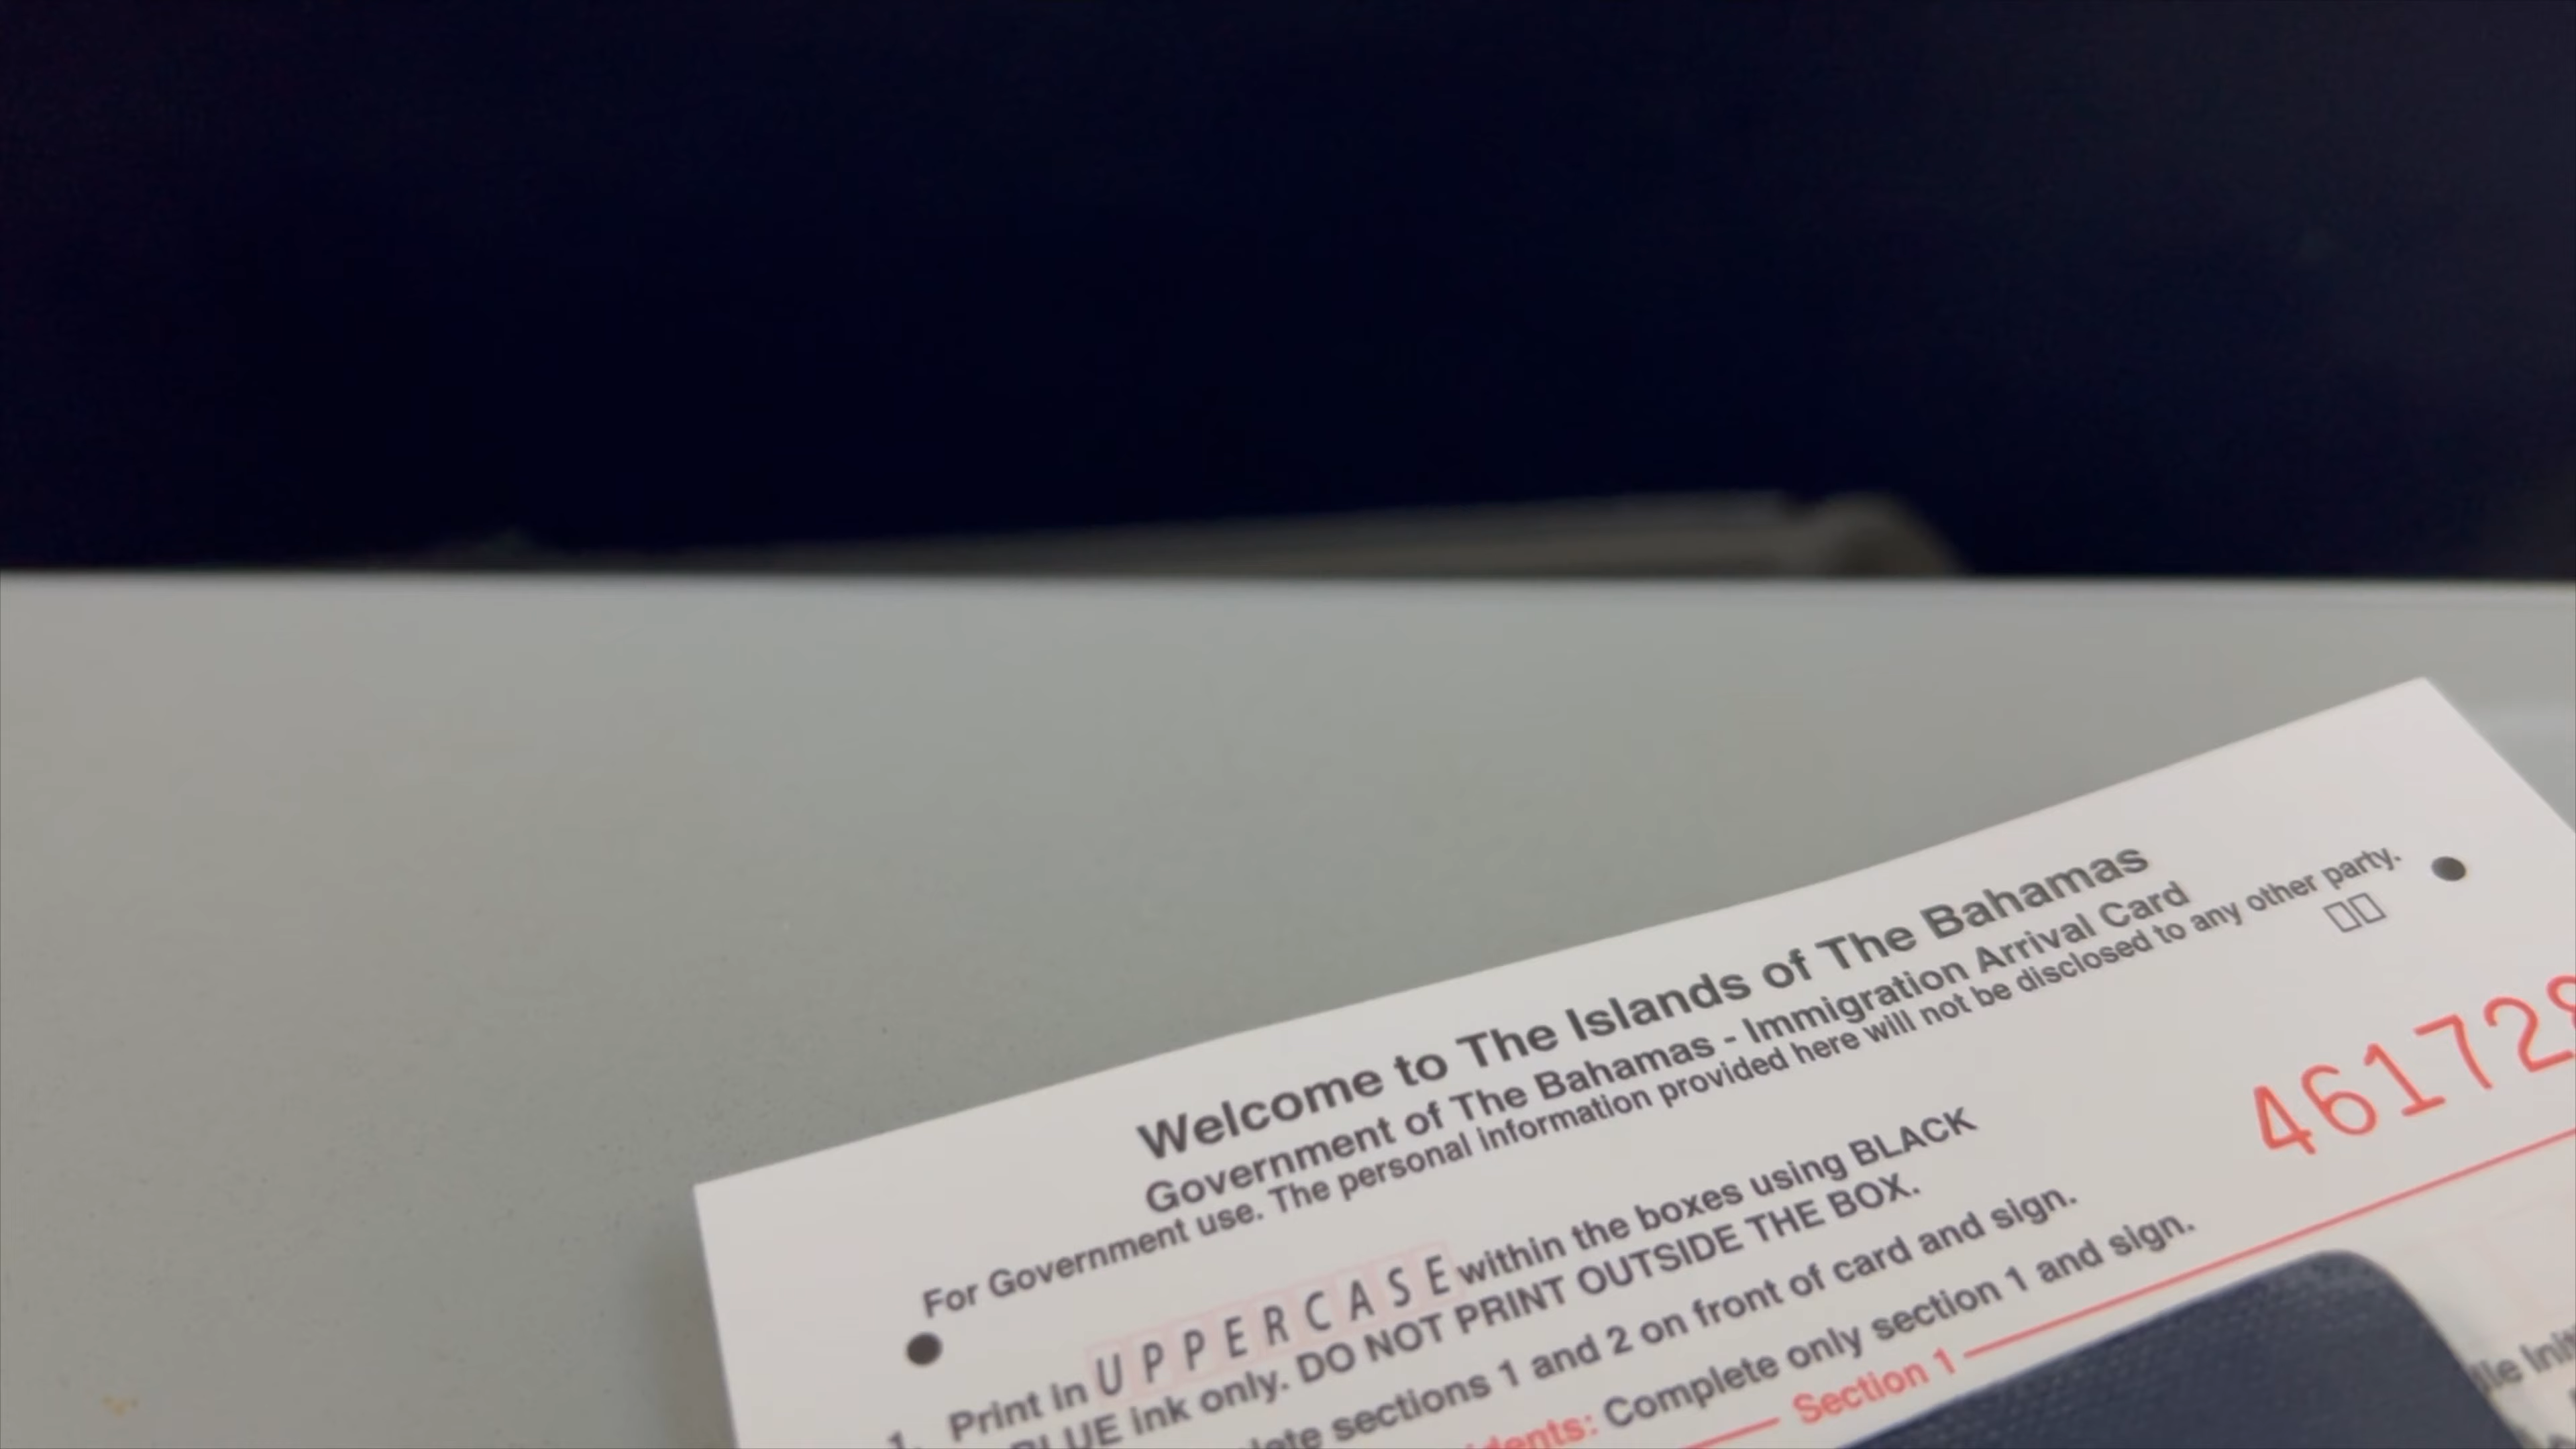 Welcome to The Islands of The Bahamas
Government of The Bahamas - Immigration Arrival Card
For Government use. The personal information provided here will not be disclosed to any other party.
46172
1. Print in UPPERCASE within the boxes using BLACK
BLUE ink only. DO NOT PRINT OUTSIDE THE BOX.
sections 1 and 2 on front of card and sign.
Complete only section 1 and sign.
Section 1